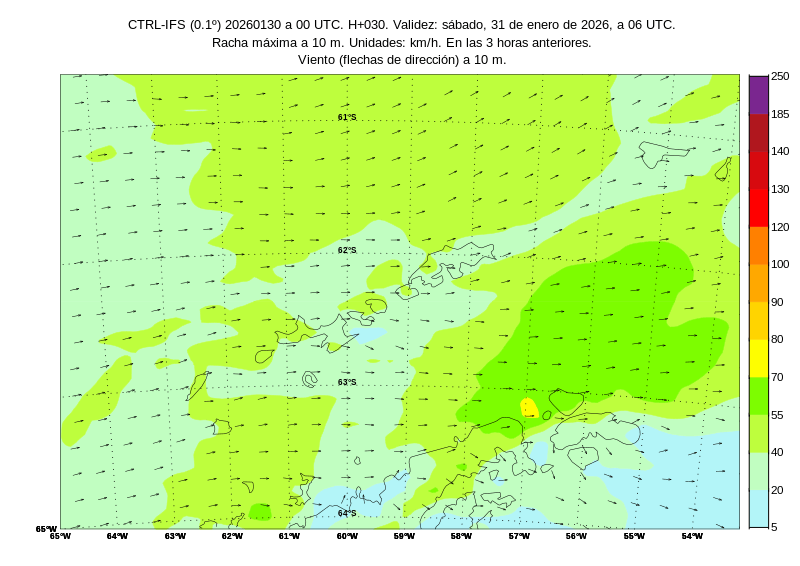 CTRL-IFS (0.1º) 20260130 a 00 UTC. H+030. Validez: sábado, 31 de enero de 2026, a 06 UTC.
Racha máxima a 10 m. Unidades: km/h. En las 3 horas anteriores.
Viento (flechas de dirección) a 10 m.
250
185
140
130
120
100
90
80
70
55
40
20
5
61°S
62°S
63°S
64°S
65°W
65°W 64°W 63°W 62°W 61°W 60°W 59°W 58°W 57°W 56°W 55°W 54°W